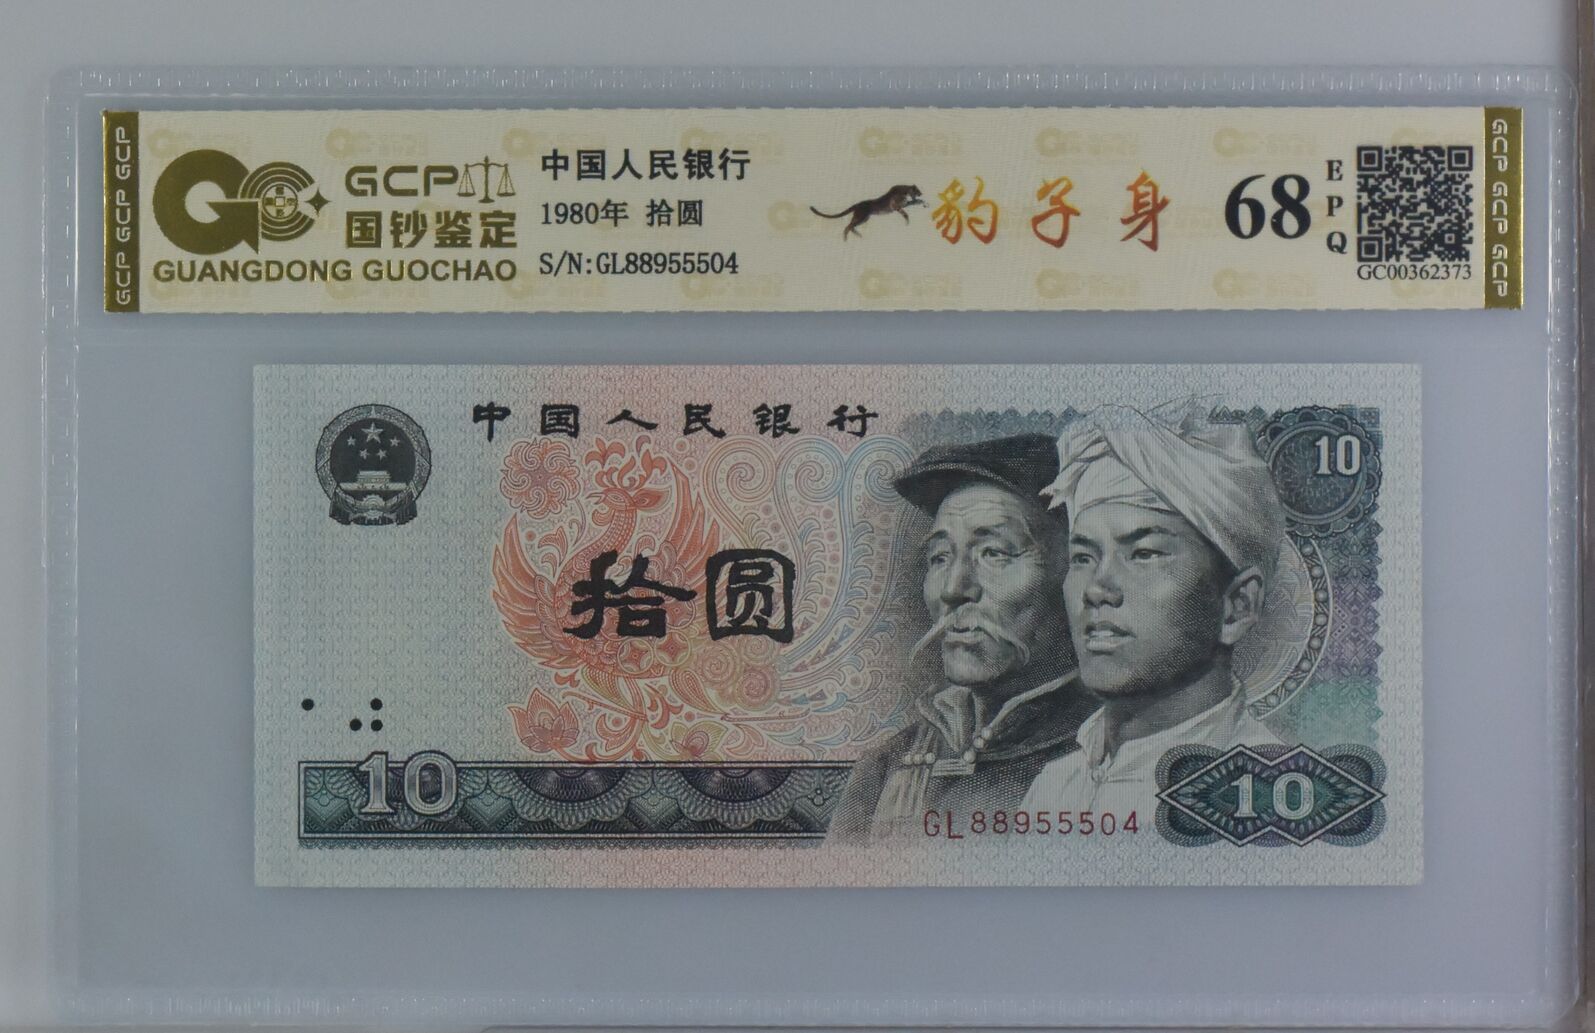 GCP GCP GCP
GCP
国钞鉴定
GUANGDONG GUOCHAO
中国人民银行
1980年 拾圆
S/N:GL88955504
豹子身
68
EPQ
GC00362373
GCP GCP GCP
中国人民银行
10
拾圆
10
GL88955504
10